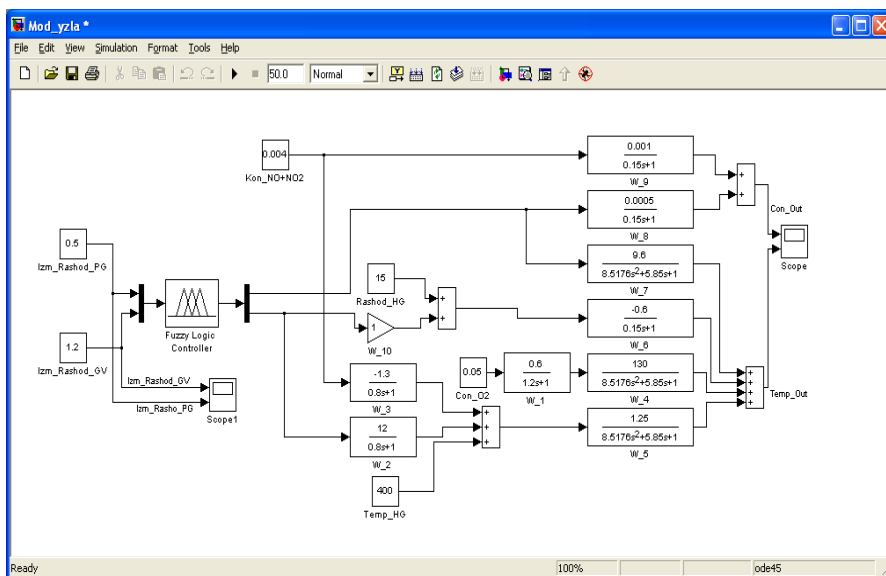 Mod_yzla *
File Edit View Simulation Format Tools Help
50.0 Normal
0.004
Kon_NO+NO2
0.001
0.15s+1
W_9
Con_Out
0.0005
0.15s+1
W_8
Scope
0.5
Izm_Rashod_PG
9.6
8.5176s²+5.85s+1
W_7
Fuzzy Logic
Controller
15
Rashod_HG
1
W_10
-0.6
0.15s+1
W_6
1.2
Izm_Rashod_GV
Izm_Rashod_GV
Izm_Rasho_PG
Scope1
-1.3
0.8s+1
W_3
0.05
Con_O2
0.6
1.2s+1
W_1
130
8.5176s²+5.85s+1
W_4
Temp_Out
12
0.8s+1
W_2
1.25
8.5176s²+5.85s+1
W_5
400
Temp_HG
Ready 100% ode45